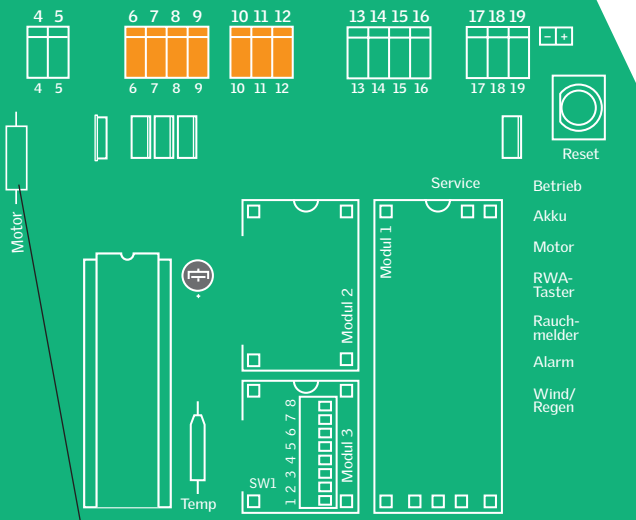 4 5
6 7 8 9
10 11 12
13 14 15 16
17 18 19
- +
4 5
6 7 8 9
10 11 12
13 14 15 16
17 18 19
Reset
Service
Betrieb
Akku
Motor
RWA-
Taster
Rauch-
melder
Alarm
Wind/
Regen
Motor
Modul 1
Modul 2
Modul 3
1 2 3 4 5 6 7 8
SW1
Temp